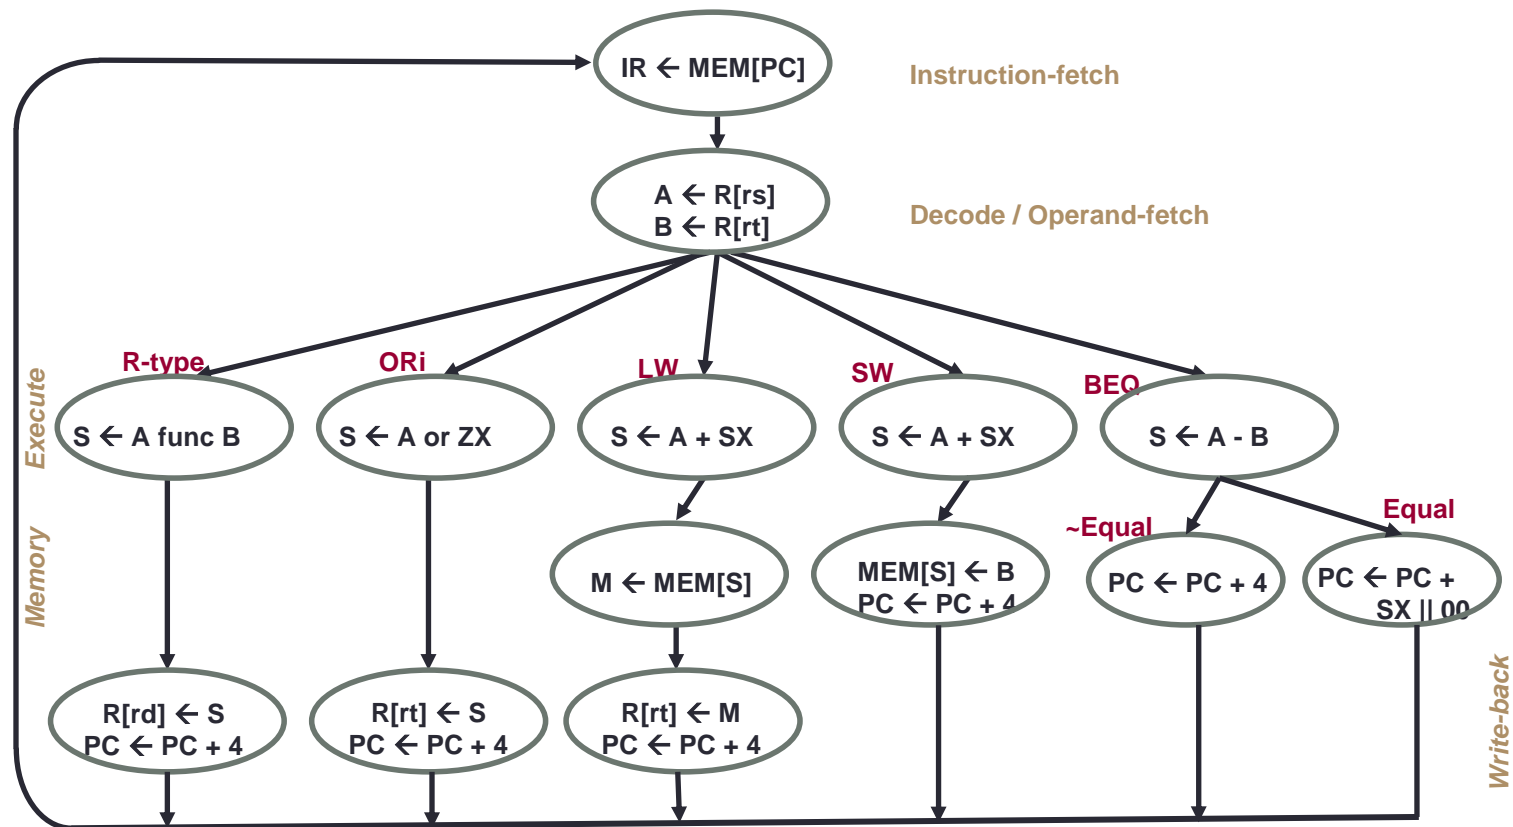 IR ← MEM[PC]
Instruction-fetch
A ← R[rs]
B ← R[rt]
Decode / Operand-fetch
Execute
R-type
ORi
LW
SW
BEQ
S ← A func B
S ← A or ZX
S ← A + SX
S ← A + SX
S ← A - B
Memory
~Equal
Equal
M ← MEM[S]
MEM[S] ← B
PC ← PC + 4
PC ← PC + 4
PC ← PC +
SX || 00
R[rd] ← S
PC ← PC + 4
R[rt] ← S
PC ← PC + 4
R[rt] ← M
PC ← PC + 4
Write-back